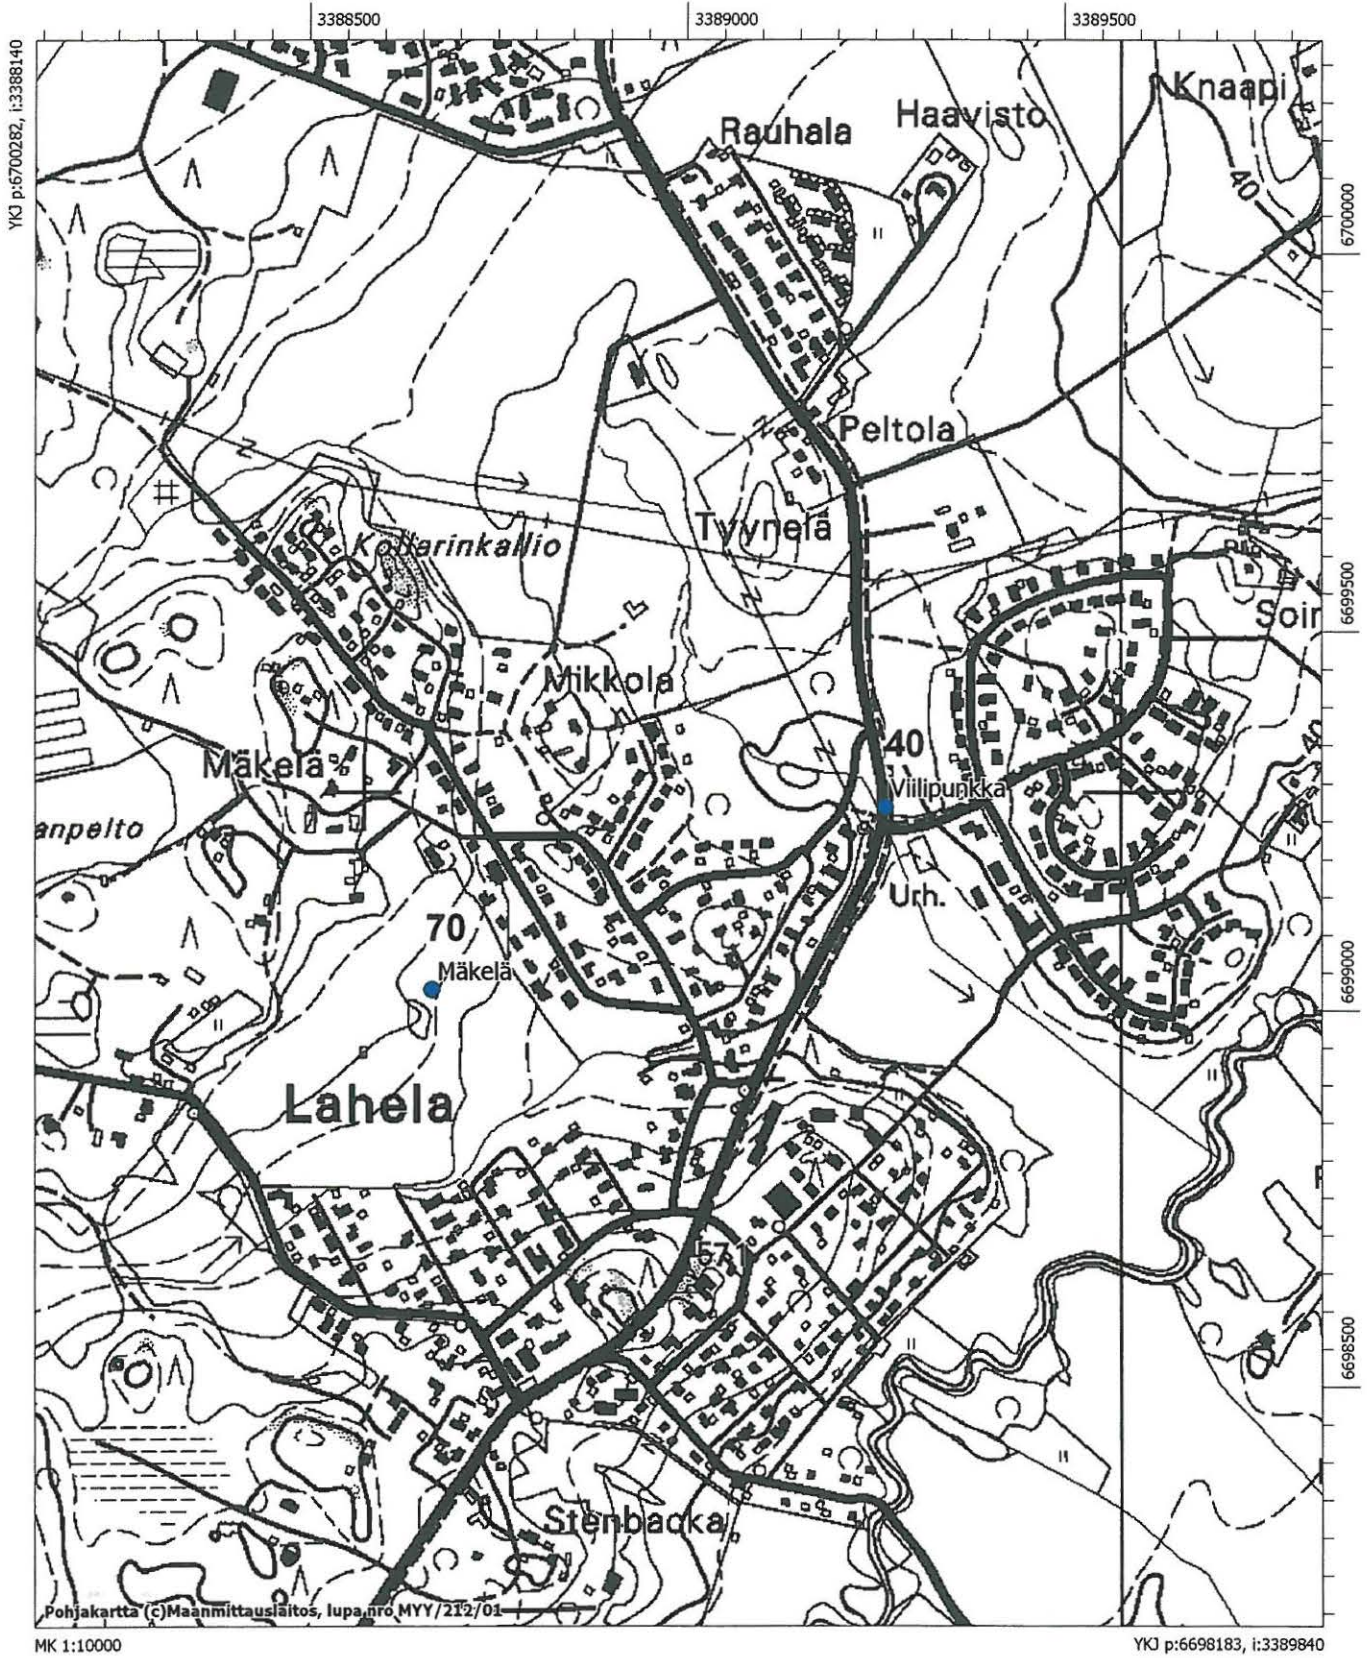 3388500
3389000
3389500
YKJ p:6700282, i:3388140
Knaapi
Haavisto
Rauhala
40
6700000
Peltola
Tyynelä
Kollarinkallio
6699500
Soir
Mikkola
40
Mäkelä
40
Viilipunkka
anpelto
Urh.
70
Mäkelä
6699000
Lahela
571
6698500
Stenbacka
Pohjakartta (c)Maanmittauslaitos, lupa nro MYY/212/01
MK 1:10000
YKJ p:6698183, i:3389840